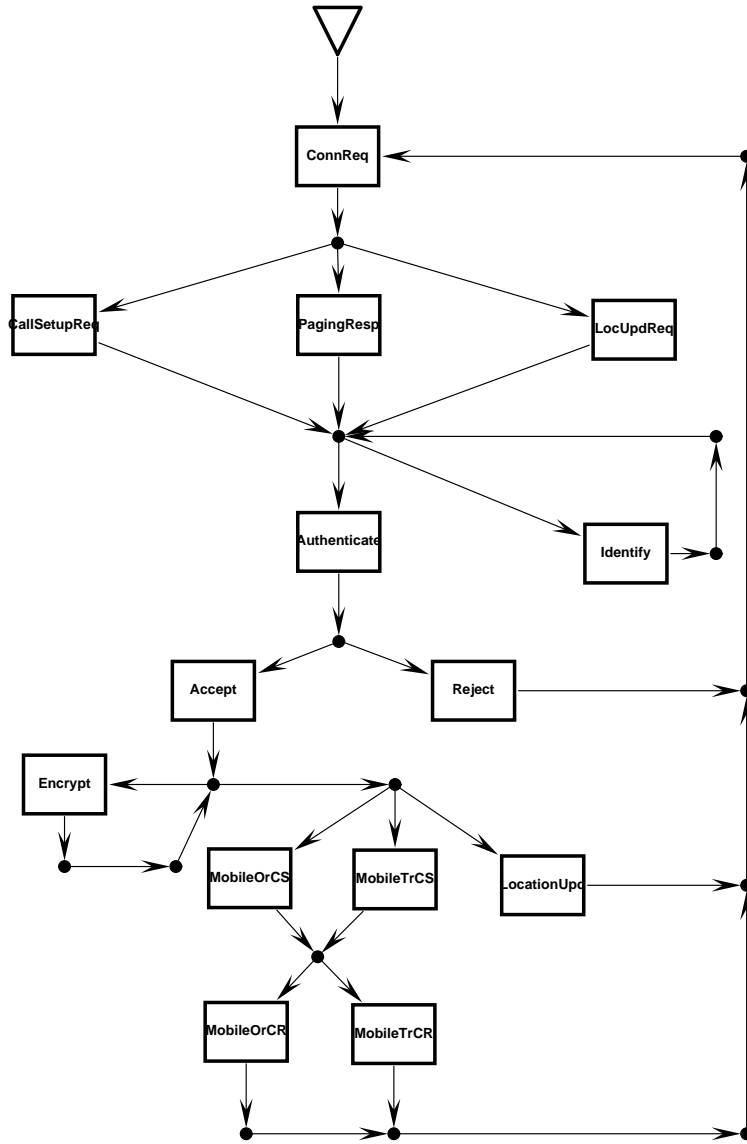 ConnReq
CallSetupReq
PagingResp
LocUpdReq
Authenticate
Identify
Accept
Reject
Encrypt
MobileOrCS
MobileTrCS
LocationUpd
MobileOrCR
MobileTrCR